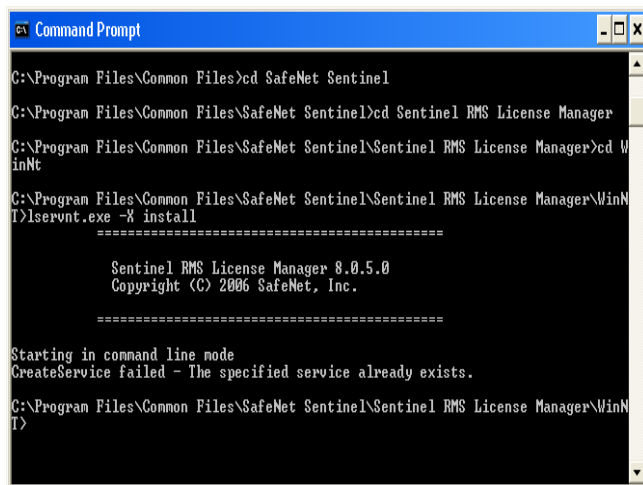 Command Prompt
C:\Program Files\Common Files>cd SafeNet Sentinel
C:\Program Files\Common Files\SafeNet Sentinel>cd Sentinel RMS License Manager
C:\Program Files\Common Files\SafeNet Sentinel\Sentinel RMS License Manager>cd W
inNt
C:\Program Files\Common Files\SafeNet Sentinel\Sentinel RMS License Manager\WinN
T>lservnt.exe -X install
=============================================
Sentinel RMS License Manager 8.0.5.0
Copyright (C) 2006 SafeNet, Inc.
=============================================
Starting in command line mode
CreateService failed - The specified service already exists.
C:\Program Files\Common Files\SafeNet Sentinel\Sentinel RMS License Manager\WinN
T>